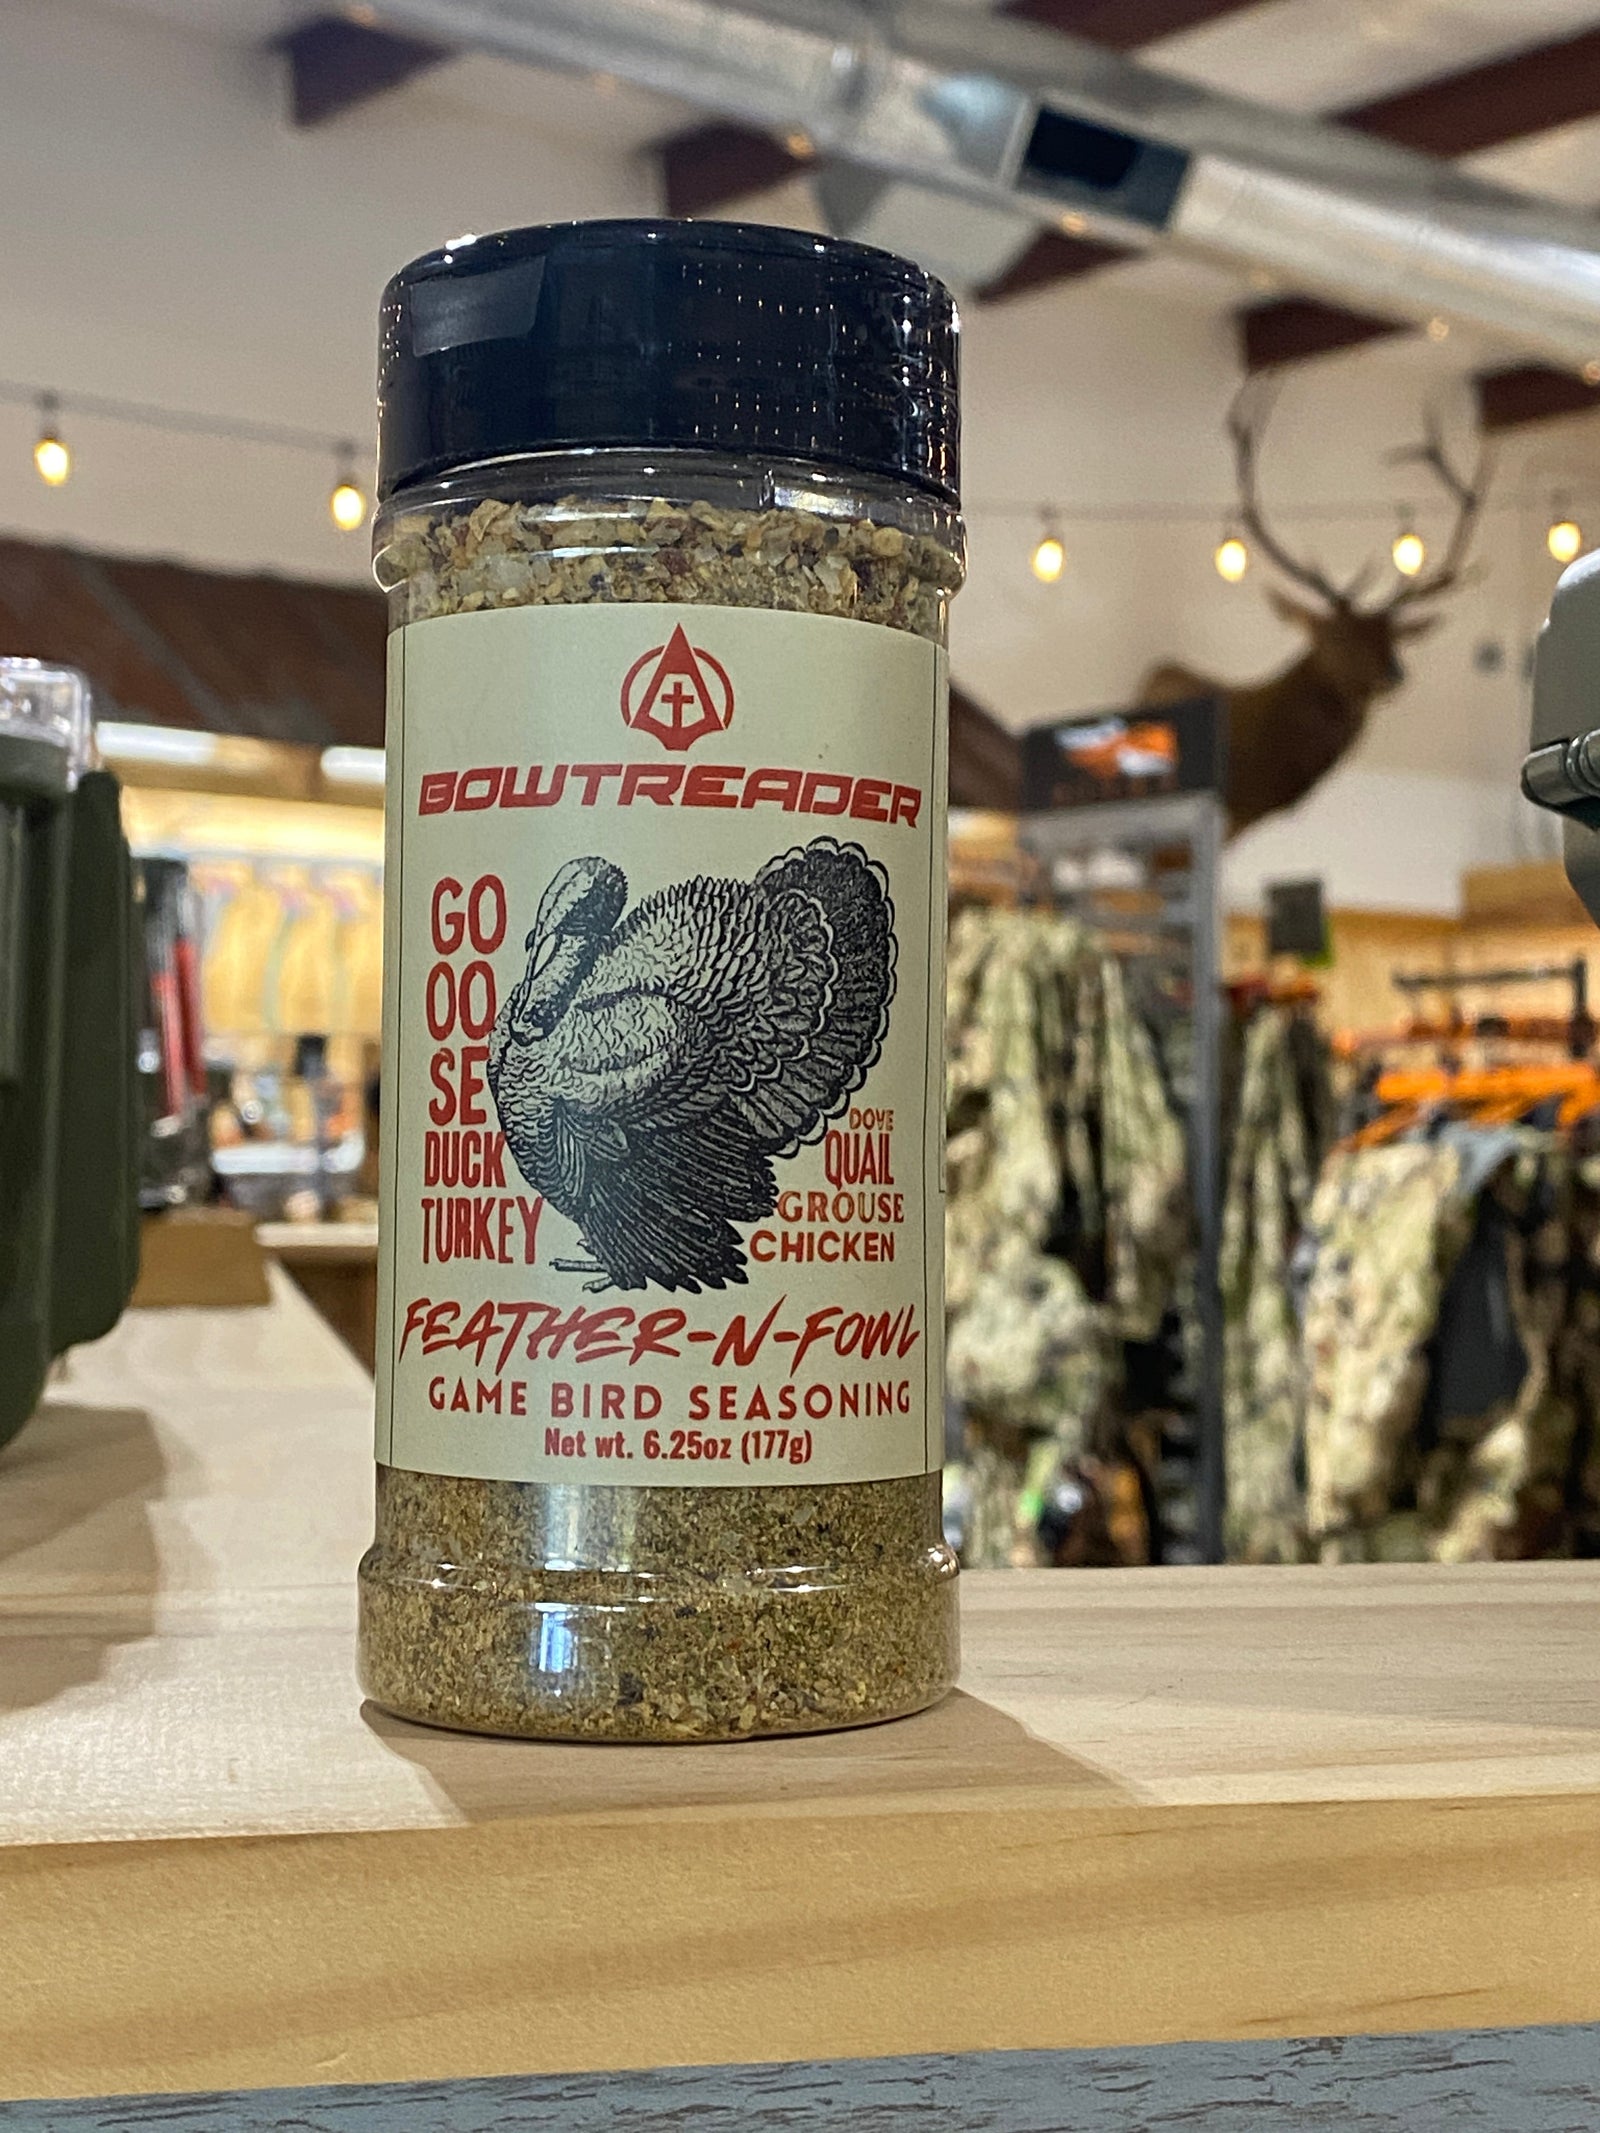 BOWTREADER
GO
OO
SE
DUCK
TURKEY
DOVE
QUAIL
GROUSE
CHICKEN
FEATHER-N-FOWL
GAME BIRD SEASONING
Net wt. 6.25oz (177g)